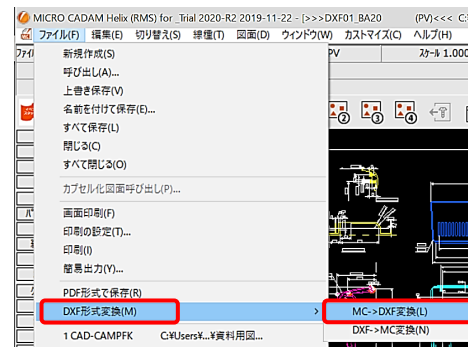 MICRO CADAM Helix (RMS) for _Trial 2020-R2 2019-11-22 - [>>>DXF01_BA20 (PV)<<< C:
ファイル(F) 編集(E) 切り替え(S) 線種(T) 図面(D) ウィンドウ(W) カストマイズ(C) ヘルプ(H)
PV スケール 1.000
新規作成(S)
呼び出し(A)...
上書き保存(V)
名前を付けて保存(E)...
すべて保存(L)
閉じる(C)
すべて閉じる(O)
カプセル化図面呼び出し(P)...
画面印刷(F)
印刷の設定(T)...
印刷(I)
簡易出力(Y)...
PDF形式で保存(R)
DXF形式変換(M) >
MC->DXF変換(L)
DXF->MC変換(N)
1 CAD-CAMPFK C:¥Users¥...¥資料用図...
② ③ ④